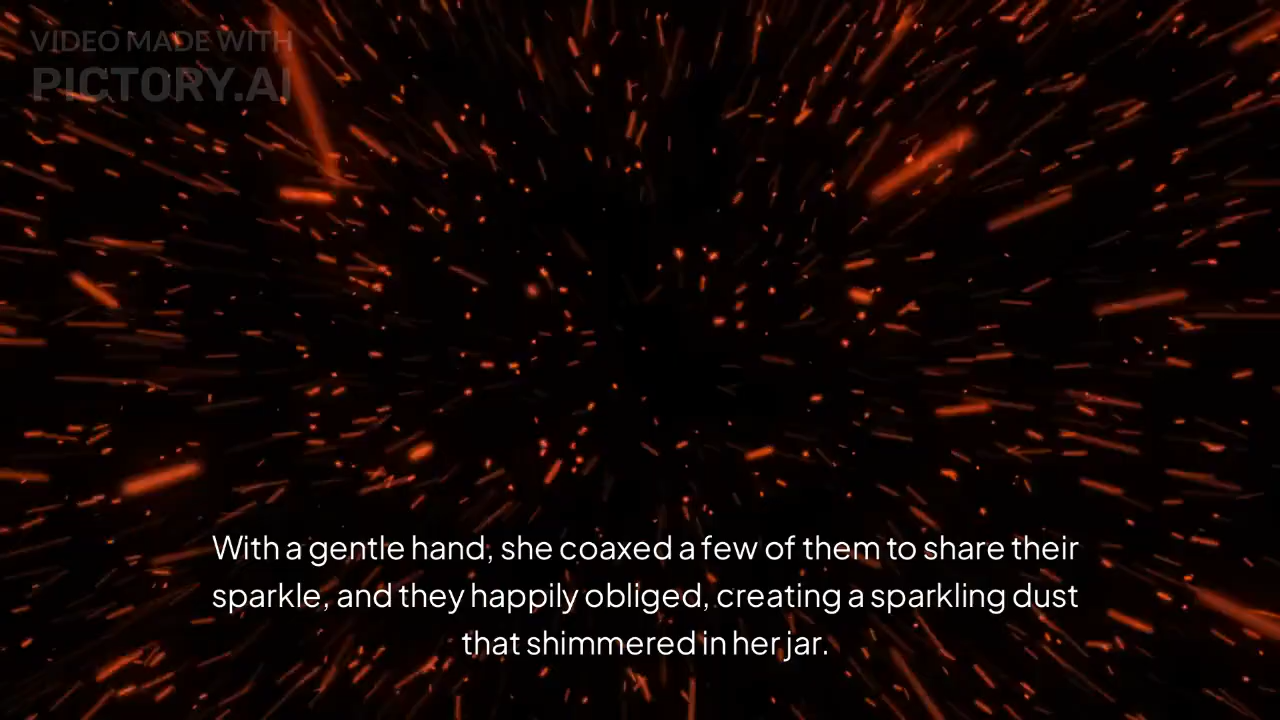 VIDEO MADE WITH
PICTORY.AI
With a gentle hand, she coaxed a few of them to share their
sparkle, and they happily obliged, creating a sparkling dust
that shimmered in her jar.